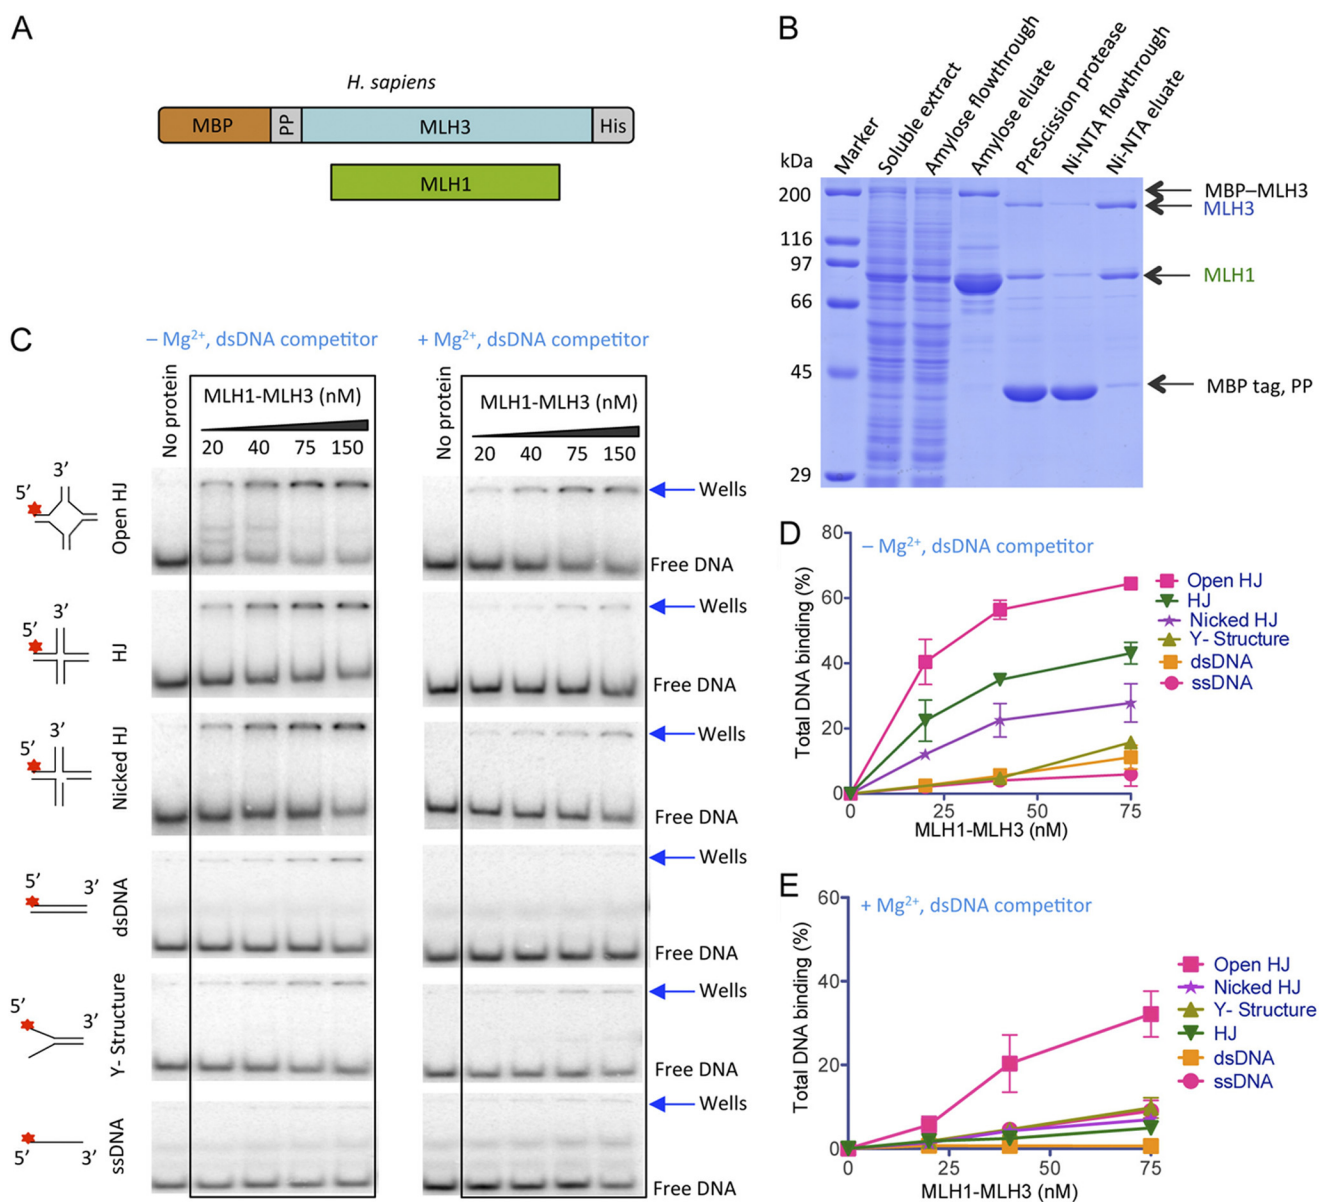 A
H. sapiens
MBP
PP
MLH3
His
MLH1
B
Marker
Soluble extract
Amylose flowthrough
Amylose eluate
PreScission protease
Ni-NTA flowthrough
Ni-NTA eluate
kDa
200
116
97
66
45
29
MBP–MLH3
MLH3
MLH1
MBP tag, PP
C
– Mg²⁺, dsDNA competitor
+ Mg²⁺, dsDNA competitor
No protein
MLH1-MLH3 (nM)
20 40 75 150
No protein
MLH1-MLH3 (nM)
20 40 75 150
3′
5′
Open HJ
Wells
Free DNA
3′
5′
HJ
Wells
Free DNA
3′
5′
Nicked HJ
Wells
Free DNA
5′ 3′
dsDNA
Wells
Free DNA
5′ 3′
Y- Structure
Wells
Free DNA
5′ 3′
ssDNA
Wells
Free DNA
D
– Mg²⁺, dsDNA competitor
Total DNA binding (%)
80
60
40
20
0
0 25 50 75
MLH1-MLH3 (nM)
Open HJ
HJ
Nicked HJ
Y- Structure
dsDNA
ssDNA
E
+ Mg²⁺, dsDNA competitor
Total DNA binding (%)
60
40
20
0
0 25 50 75
MLH1-MLH3 (nM)
Open HJ
Nicked HJ
Y- Structure
HJ
dsDNA
ssDNA